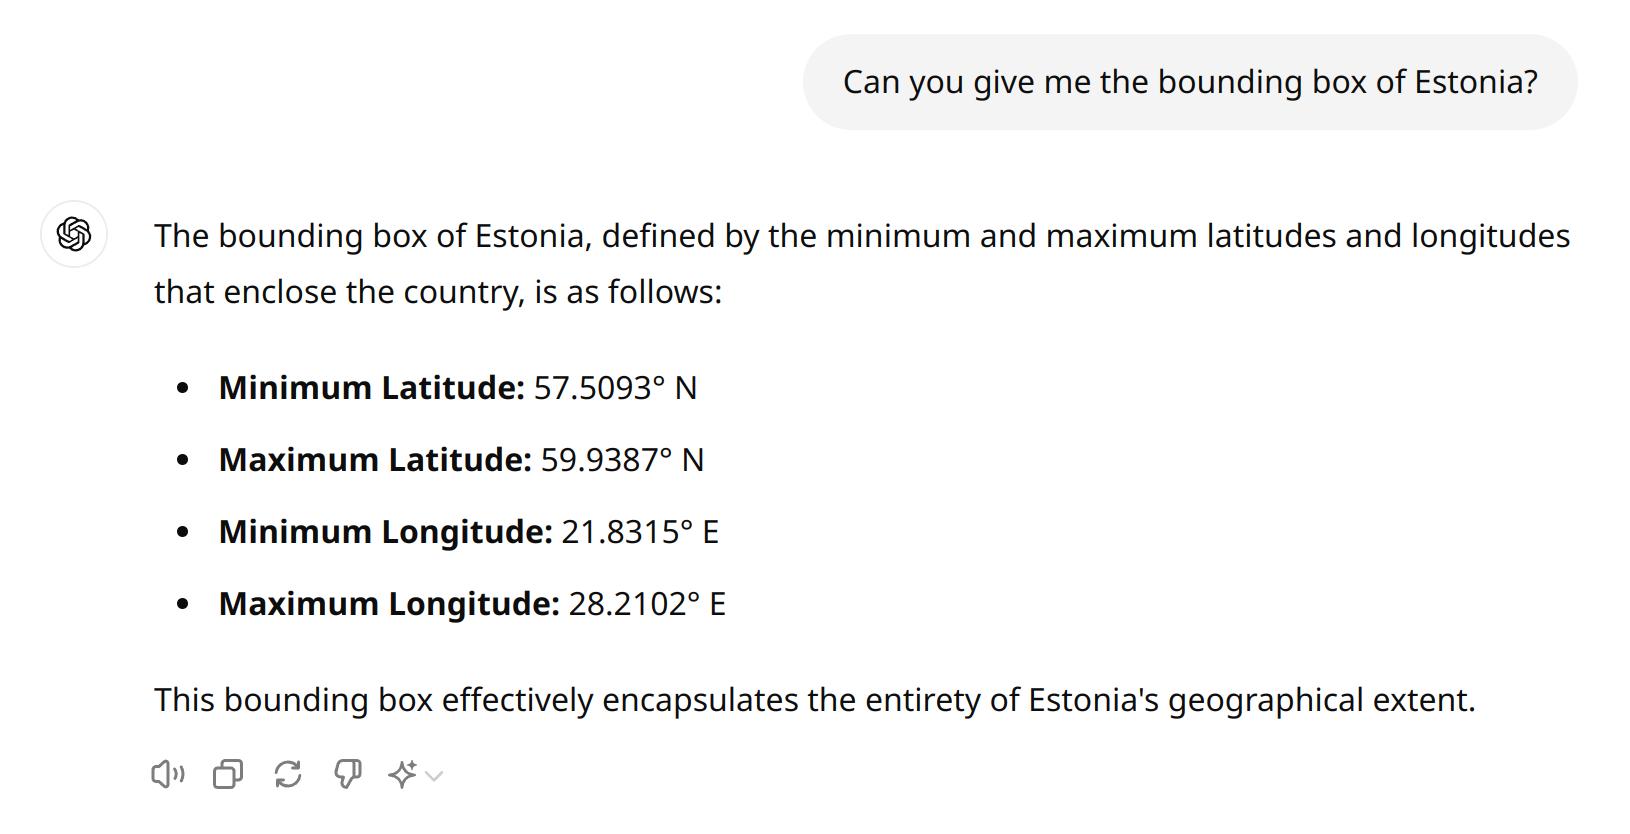 Can you give me the bounding box of Estonia?
The bounding box of Estonia, defined by the minimum and maximum latitudes and longitudes
that enclose the country, is as follows:
Minimum Latitude: 57.5093° N
Maximum Latitude: 59.9387° N
Minimum Longitude: 21.8315° E
Maximum Longitude: 28.2102° E
This bounding box effectively encapsulates the entirety of Estonia's geographical extent.